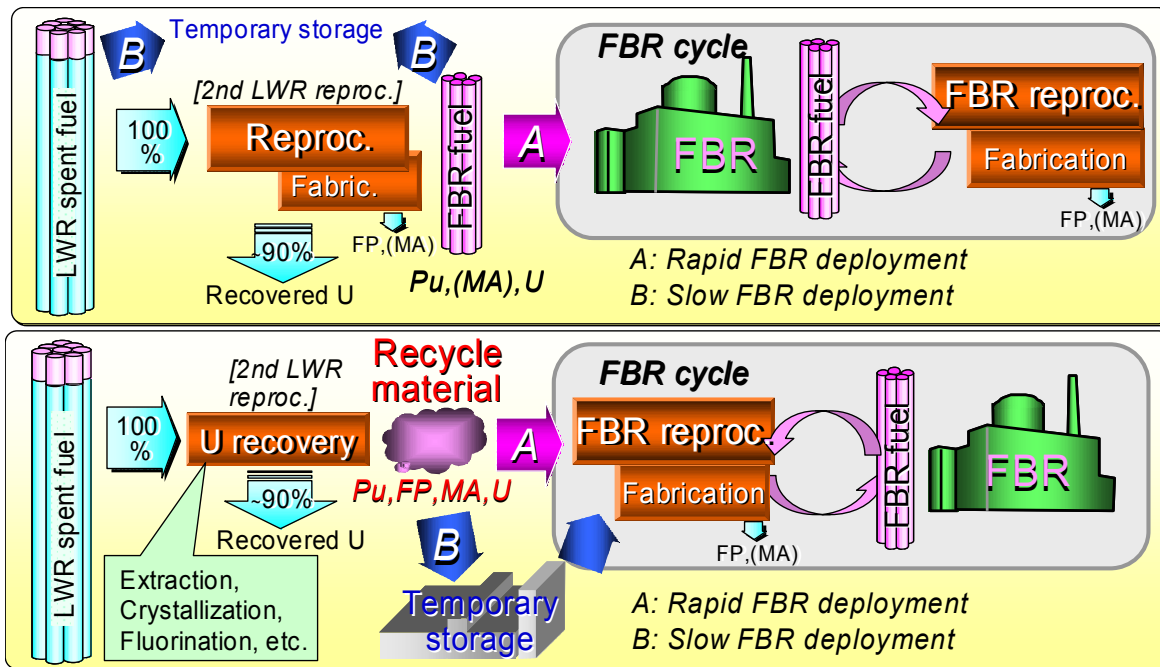 LWR spent fuel
B
Temporary storage
B
[2nd LWR reproc.]
100
%
Reproc.
Fabric.
FP,(MA)
~90%
Recovered U
FBR fuel
Pu,(MA),U
A
FBR cycle
FBR
FBR fuel
FBR reproc.
Fabrication
FP,(MA)
A: Rapid FBR deployment
B: Slow FBR deployment
LWR spent fuel
100
%
[2nd LWR
reproc.]
U recovery
~90%
Recovered U
Extraction,
Crystallization,
Fluorination, etc.
Recycle
material
Pu,FP,MA,U
A
B
Temporary
storage
FBR cycle
FBR reproc.
Fabrication
FP,(MA)
FBR fuel
FBR
A: Rapid FBR deployment
B: Slow FBR deployment